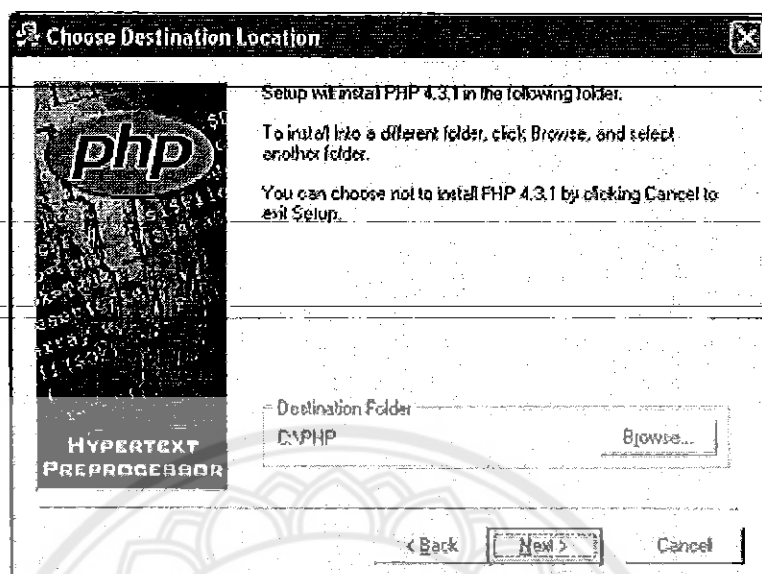 Choose Destination Location
php
HYPERTEXT
PREPROCESSOR
Setup will install PHP 4.3.1 in the following folder.
To install into a different folder, click Browse, and select
another folder.
You can choose not to install PHP 4.3.1 by clicking Cancel to
exit Setup.
Destination Folder
C:\PHP
Browse...
< Back
Next >
Cancel